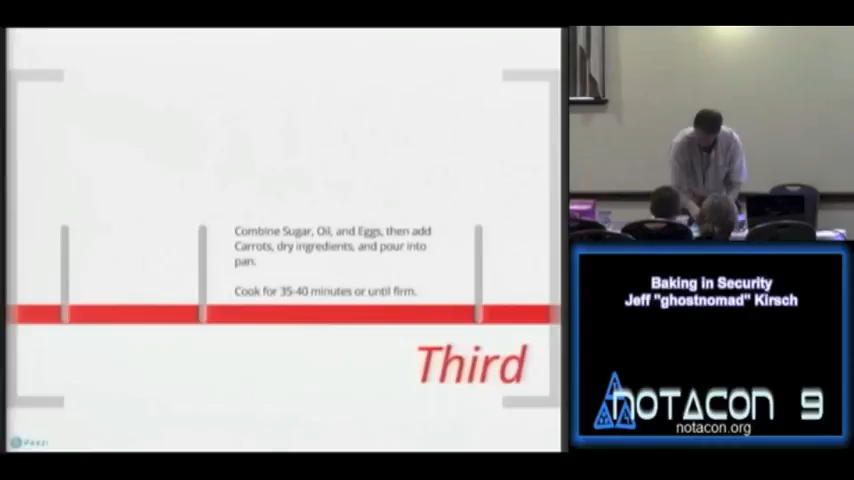 Combine Sugar, Oil, and Eggs, then add
Carrots, dry ingredients, and pour into
pan.
Cook for 35-40 minutes or until firm.
Third
Prezi
Baking in Security
Jeff "ghostnomad" Kirsch
NOTACON 9
notacon.org